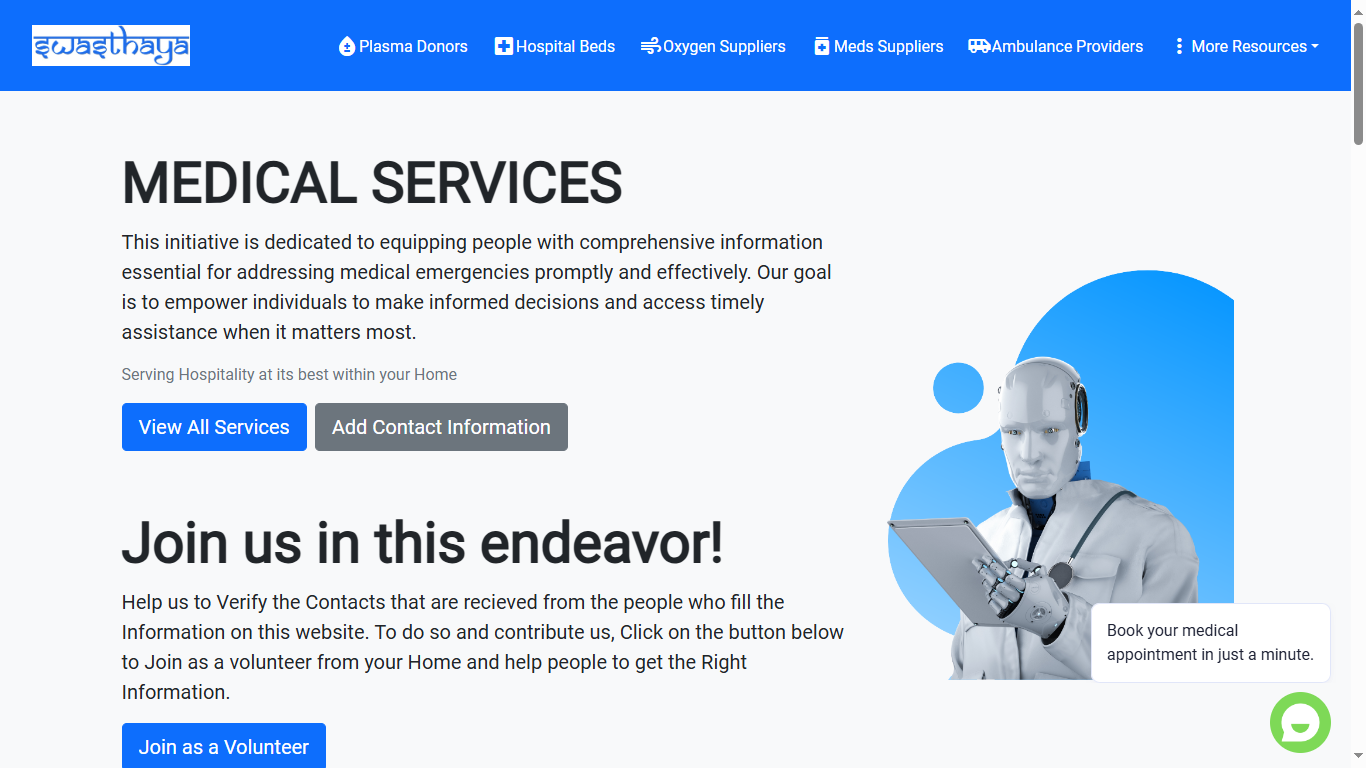 swasthaya
Plasma Donors
Hospital Beds
Oxygen Suppliers
Meds Suppliers
Ambulance Providers
More Resources
MEDICAL SERVICES
This initiative is dedicated to equipping people with comprehensive information
essential for addressing medical emergencies promptly and effectively. Our goal
is to empower individuals to make informed decisions and access timely
assistance when it matters most.
Serving Hospitality at its best within your Home
View All Services
Add Contact Information
Join us in this endeavor!
Help us to Verify the Contacts that are recieved from the people who fill the
Information on this website. To do so and contribute us, Click on the button below
to Join as a volunteer from your Home and help people to get the Right
Information.
Join as a Volunteer
Book your medical
appointment in just a minute.